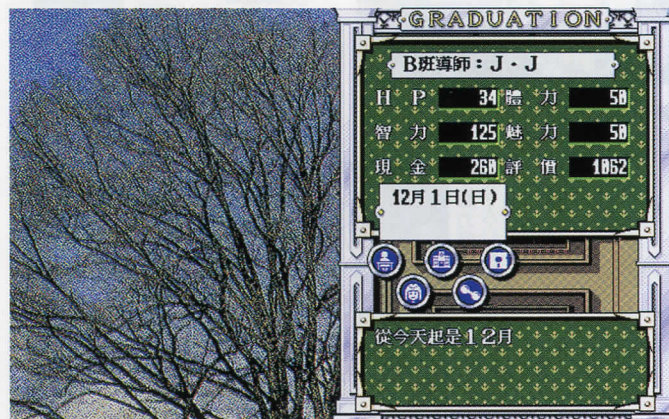 GRADUATION
B班導師：J・J
H P 34 體力 50
智力 125 魅力 50
現金 260 評價 1062
12月1日(日)
從今天起是12月